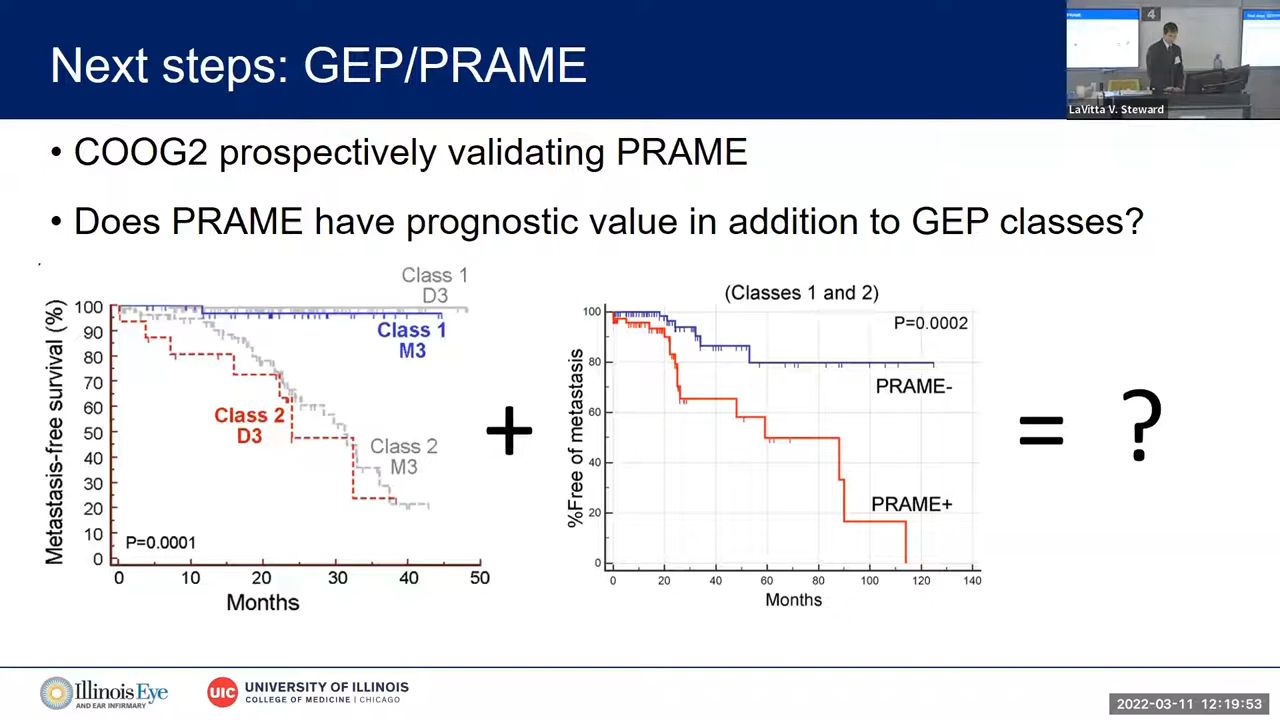 Next steps: GEP/PRAME
4
LaVitta V. Steward
• COOG2 prospectively validating PRAME
• Does PRAME have prognostic value in addition to GEP classes?
Metastasis-free survival (%)
100
90
80
70
60
50
40
30
20
10
0
Class 1
D3
Class 1
M3
Class 2
D3
Class 2
M3
P=0.0001
0 10 20 30 40 50
Months
+
(Classes 1 and 2)
%Free of metastasis
100
80
60
40
20
0
P=0.0002
PRAME-
PRAME+
0 20 40 60 80 100 120 140
Months
= ?
Illinois Eye
AND EAR INFIRMARY
UIC
UNIVERSITY OF ILLINOIS
COLLEGE OF MEDICINE | CHICAGO
2022-03-11 12:19:53